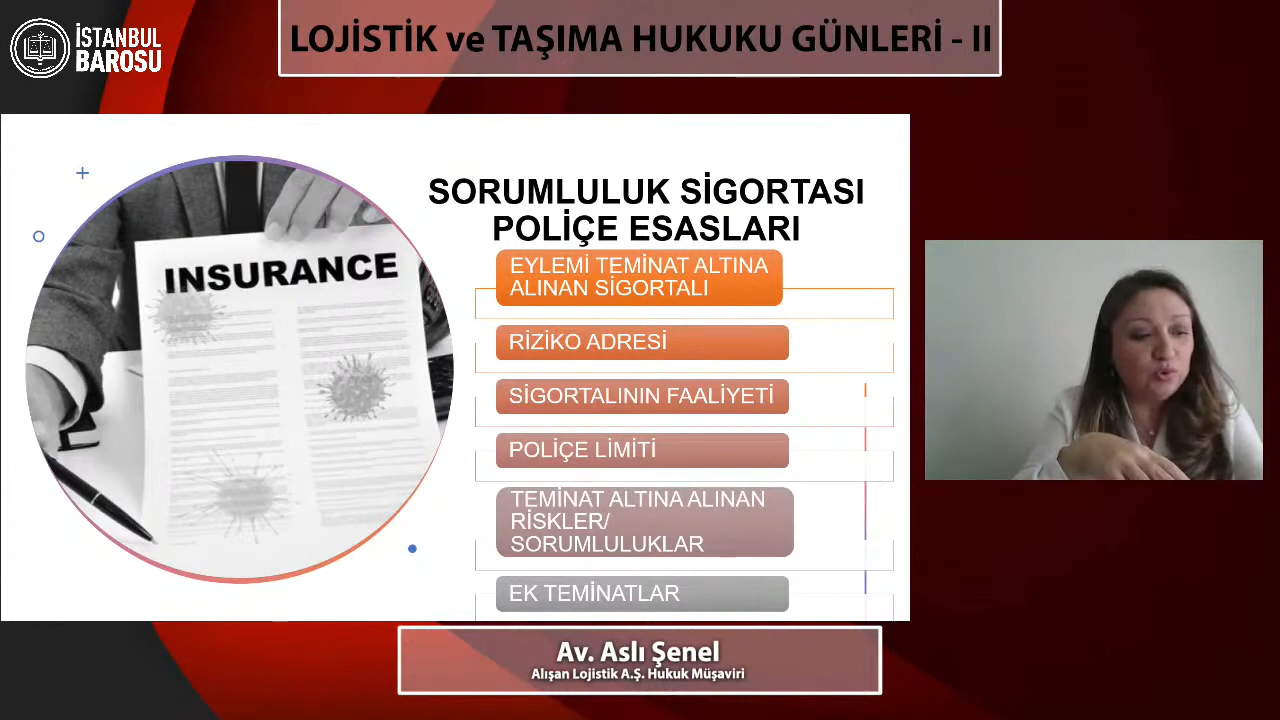 İSTANBUL
BAROSU
LOJİSTİK ve TAŞIMA HUKUKU GÜNLERİ - II
INSURANCE
SORUMLULUK SİGORTASI
POLİÇE ESASLARI
EYLEMİ TEMİNAT ALTINA
ALINAN SİGORTALI
RİZİKO ADRESİ
SİGORTALININ FAALİYETİ
POLİÇE LİMİTİ
TEMİNAT ALTINA ALINAN
RİSKLER/
SORUMLULUKLAR
EK TEMİNATLAR
Av. Aslı Şenel
Alışan Lojistik A.Ş. Hukuk Müşaviri